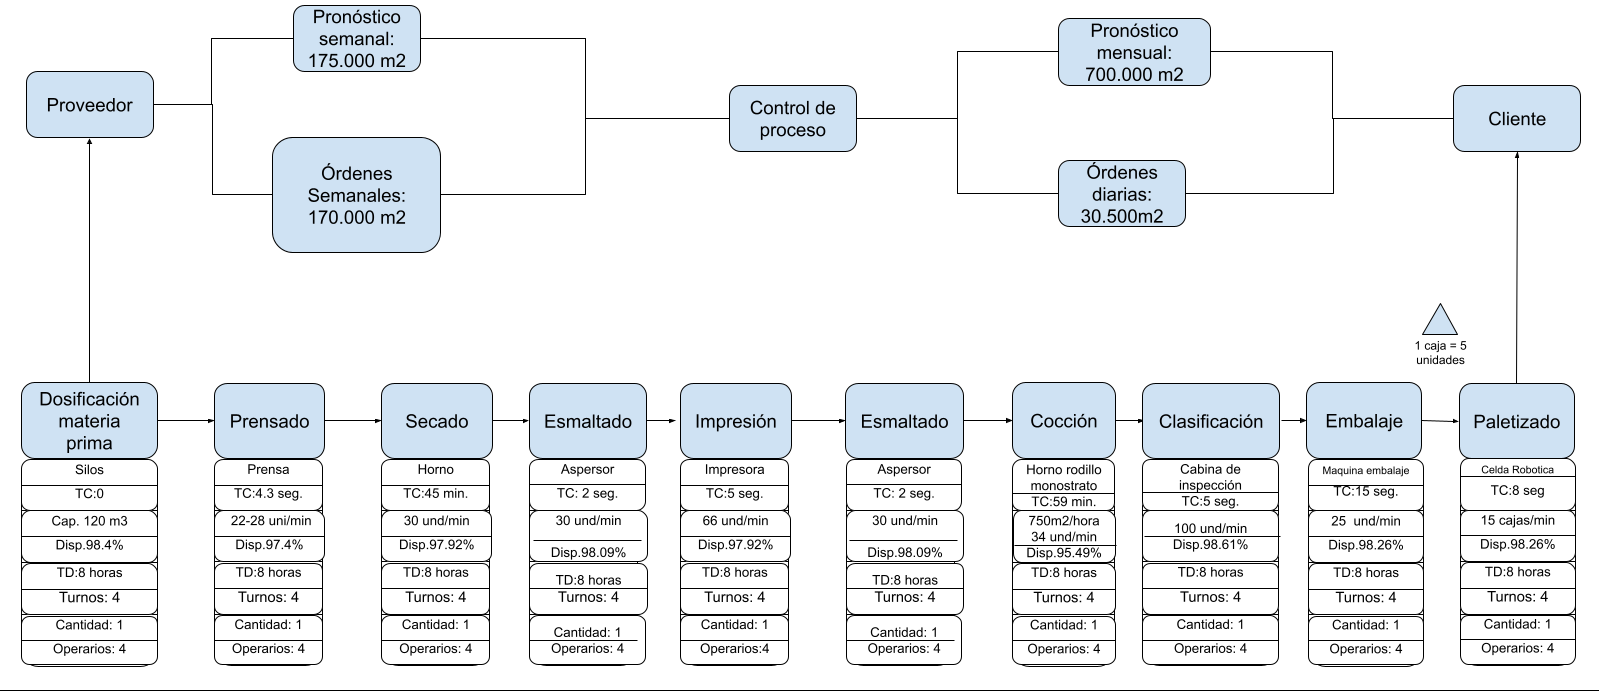 Pronóstico
semanal:
175.000 m2
Pronóstico
mensual:
700.000 m2
Proveedor
Control de
proceso
Cliente
Órdenes
Semanales:
170.000 m2
Órdenes
diarias:
30.500m2
1 caja = 5
unidades
Dosificación
materia
prima
Silos
TC:0
Cap. 120 m3
Disp.98.4%
TD:8 horas
Turnos: 4
Cantidad: 1
Operarios: 4
Prensado
Prensa
TC:4.3 seg.
22-28 uni/min
Disp.97.4%
TD:8 horas
Turnos: 4
Cantidad: 1
Operarios: 4
Secado
Horno
TC:45 min.
30 und/min
Disp.97.92%
TD:8 horas
Turnos: 4
Cantidad: 1
Operarios: 4
Esmaltado
Aspersor
TC: 2 seg.
30 und/min
Disp.98.09%
TD:8 horas
Turnos: 4
Cantidad: 1
Operarios: 4
Impresión
Impresora
TC:5 seg.
66 und/min
Disp.97.92%
TD:8 horas
Turnos: 4
Cantidad: 1
Operarios:4
Esmaltado
Aspersor
TC: 2 seg.
30 und/min
Disp.98.09%
TD:8 horas
Turnos: 4
Cantidad: 1
Operarios: 4
Cocción
Horno rodillo
monostrato
TC:59 min.
750m2/hora
34 und/min
Disp.95.49%
TD:8 horas
Turnos: 4
Cantidad: 1
Operarios: 4
Clasificación
Cabina de
inspección
TC:5 seg.
100 und/min
Disp.98.61%
TD:8 horas
Turnos: 4
Cantidad: 1
Operarios: 4
Embalaje
Maquina embalaje
TC:15 seg.
25 und/min
Disp.98.26%
TD:8 horas
Turnos: 4
Cantidad: 1
Operarios: 4
Paletizado
Celda Robotica
TC:8 seg
15 cajas/min
Disp.98.26%
TD:8 horas
Turnos: 4
Cantidad: 1
Operarios: 4